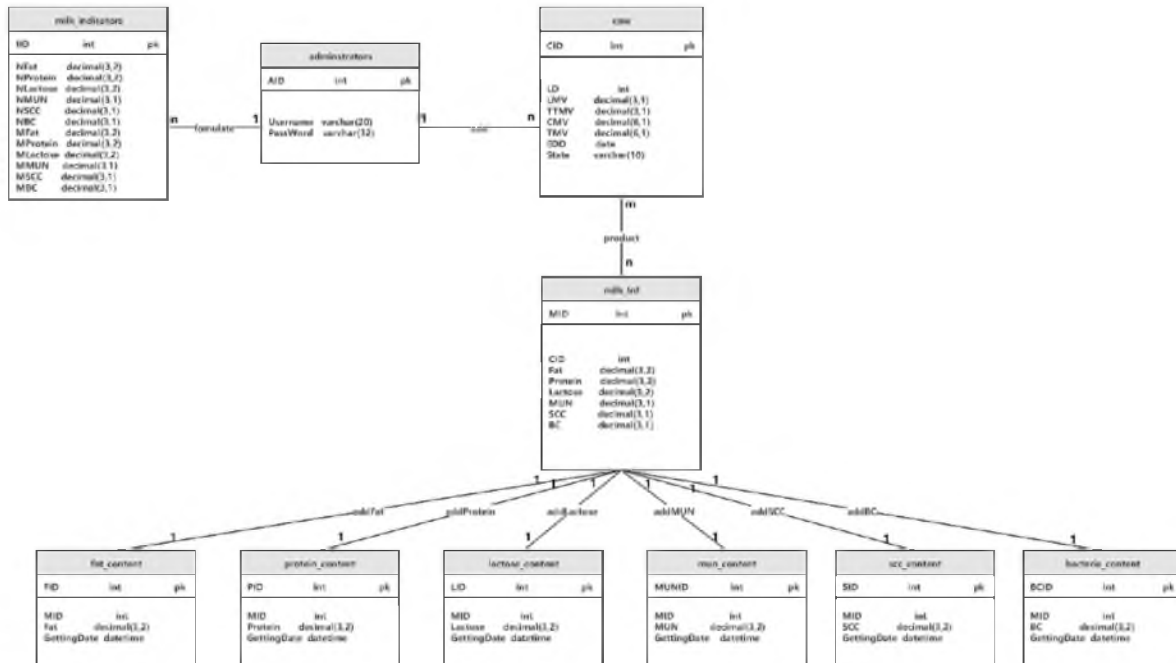 milk_indicators
IID int pk
NFat decimal(3,2)
NProtein decimal(3,2)
NLactose decimal(3,2)
NMUN decimal(3,1)
NSCC decimal(3,1)
NBC decimal(3,1)
MFat decimal(3,2)
MProtein decimal(3,2)
MLactose decimal(3,2)
MMUN decimal(3,1)
MSCC decimal(3,1)
MBC decimal(3,1)
n fomulate 1
adminstrators
AID int pk
Username varchar(20)
PassWord varchar(32)
1 n
cow
CID int pk
LD int
LMV decimal(3,1)
TTMV decimal(3,1)
CMV decimal(6,1)
TMV decimal(6,1)
EDD date
State varchar(10)
m
product
n
milk_inf
MID int pk
CID int
Fat decimal(3,2)
Protein decimal(3,2)
Lactose decimal(3,2)
MUN decimal(3,1)
SCC decimal(3,1)
BC decimal(3,1)
1 1 1 1 1 1
addFat addProtein addLactose addMUN addSCC addBC
1 1 1 1 1 1
fat_content
FID int pk
MID int
Fat decimal(3,2)
GettingDate datetime
protein_content
PID int pk
MID int
Protein decimal(3,2)
GettingDate datetime
lactose_content
LID int pk
MID int
Lactose decimal(3,2)
GettingDate datetime
mun_content
MUNID int pk
MID int
MUN decimal(3,2)
GettingDate datetime
scc_content
SID int pk
MID int
SCC decimal(3,2)
GettingDate datetime
bacteria_content
BCID int pk
MID int
BC decimal(3,2)
GettingDate datetime